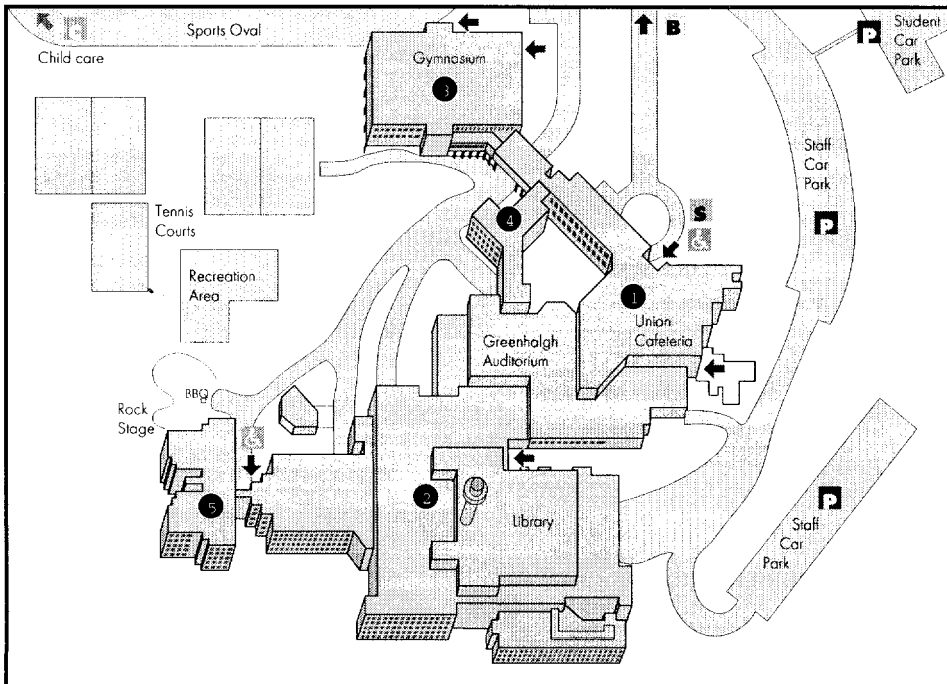 Sports Oval
Child care
Gymnasium
3
B
P
Student
Car
Park
Staff
Car
Park
P
Tennis
Courts
4
S
Recreation
Area
1
Union
Cafeteria
Greenhalgh
Auditorium
BBQ
Rock
Stage
2
5
Library
P
Staff
Car
Park